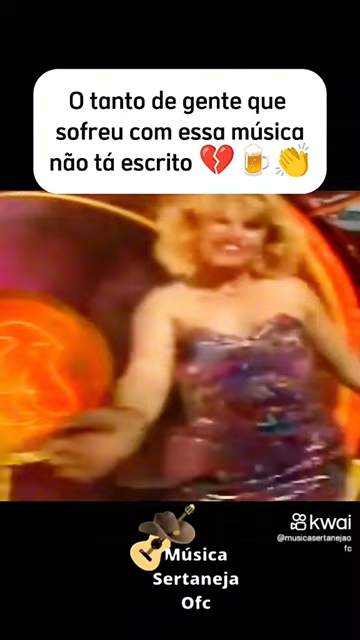 O tanto de gente que
sofreu com essa música
não tá escrito 💔🍺👏
kwai
@musicasertanejao
fc
Música
Sertaneja
Ofc